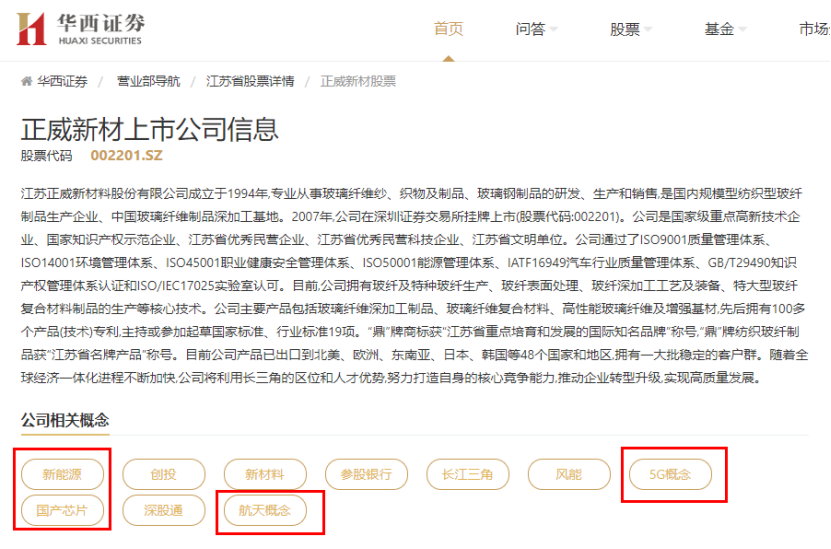 华西证券
HUAXI SECURITIES
首页 问答 股票 基金 市场
华西证券 / 营业部导航 / 江苏省股票详情 / 正威新材股票
正威新材上市公司信息
股票代码 002201.SZ
江苏正威新材料股份有限公司成立于1994年,专业从事玻璃纤维纱、织物及制品、玻璃钢制品的研发、生产和销售,是国内规模型纺织型玻纤
制品生产企业、中国玻璃纤维制品深加工基地。2007年,公司在深圳证券交易所挂牌上市(股票代码:002201)。公司是国家级重点高新技术企
业、国家知识产权示范企业、江苏省优秀民营企业、江苏省优秀民营科技企业、江苏省文明单位。公司通过了ISO9001质量管理体系、
ISO14001环境管理体系、ISO45001职业健康安全管理体系、ISO50001能源管理体系、IATF16949汽车行业质量管理体系、GB/T29490知识
产权管理体系认证和ISO/IEC17025实验室认可。目前,公司拥有玻纤及特种玻纤生产、玻纤表面处理、玻纤深加工工艺及装备、特大型玻纤
复合材料制品的生产等核心技术。公司主要产品包括玻璃纤维深加工制品、玻璃纤维复合材料、高性能玻璃纤维及增强基材,先后拥有100多
个产品(技术)专利,主持或参加起草国家标准、行业标准19项。“鼎”牌商标获“江苏省重点培育和发展的国际知名品牌”称号,“鼎”牌纺织玻纤制
品获“江苏省名牌产品”称号。目前公司产品已出口到北美、欧洲、东南亚、日本、韩国等48个国家和地区,拥有一大批稳定的客户群。随着全
球经济一体化进程不断加快,公司将利用长三角的区位和人才优势,努力打造自身的核心竞争能力,推动企业转型升级,实现高质量发展。
公司相关概念
新能源 创投 新材料 参股银行 长江三角 风能 5G概念
国产芯片 深股通 航天概念